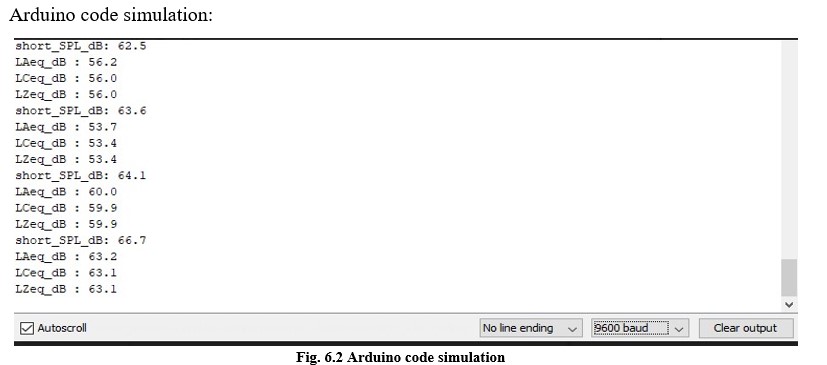 Arduino code simulation:
short_SPL_dB: 62.5
LAeq_dB : 56.2
LCeq_dB : 56.0
LZeq_dB : 56.0
short_SPL_dB: 63.6
LAeq_dB : 53.7
LCeq_dB : 53.4
LZeq_dB : 53.4
short_SPL_dB: 64.1
LAeq_dB : 60.0
LCeq_dB : 59.9
LZeq_dB : 59.9
short_SPL_dB: 66.7
LAeq_dB : 63.2
LCeq_dB : 63.1
LZeq_dB : 63.1
Autoscroll No line ending 9600 baud Clear output
Fig. 6.2 Arduino code simulation